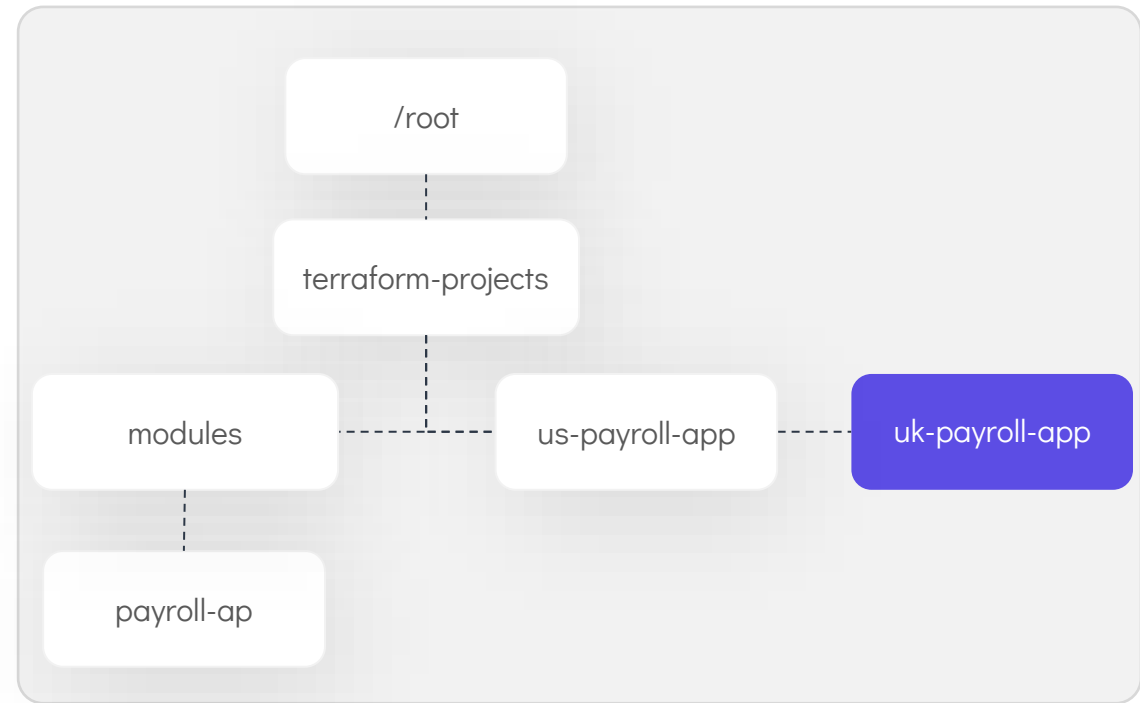 /root
terraform-projects
modules
us-payroll-app
uk-payroll-app
payroll-ap